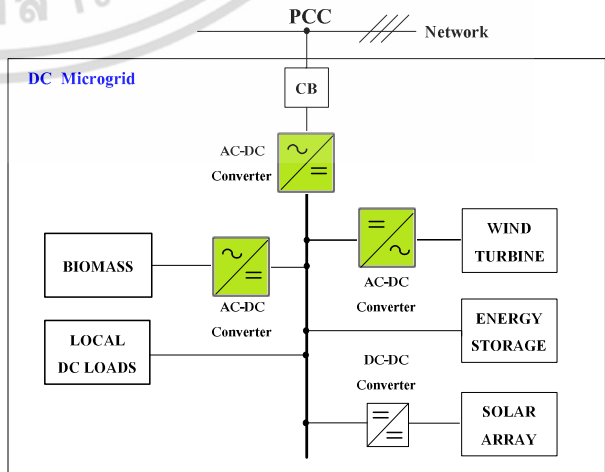 PCC
Network
DC Microgrid
CB
AC-DC
Converter
WIND
TURBINE
BIOMASS
AC-DC
Converter
AC-DC
Converter
ENERGY
STORAGE
LOCAL
DC LOADS
DC-DC
Converter
SOLAR
ARRAY